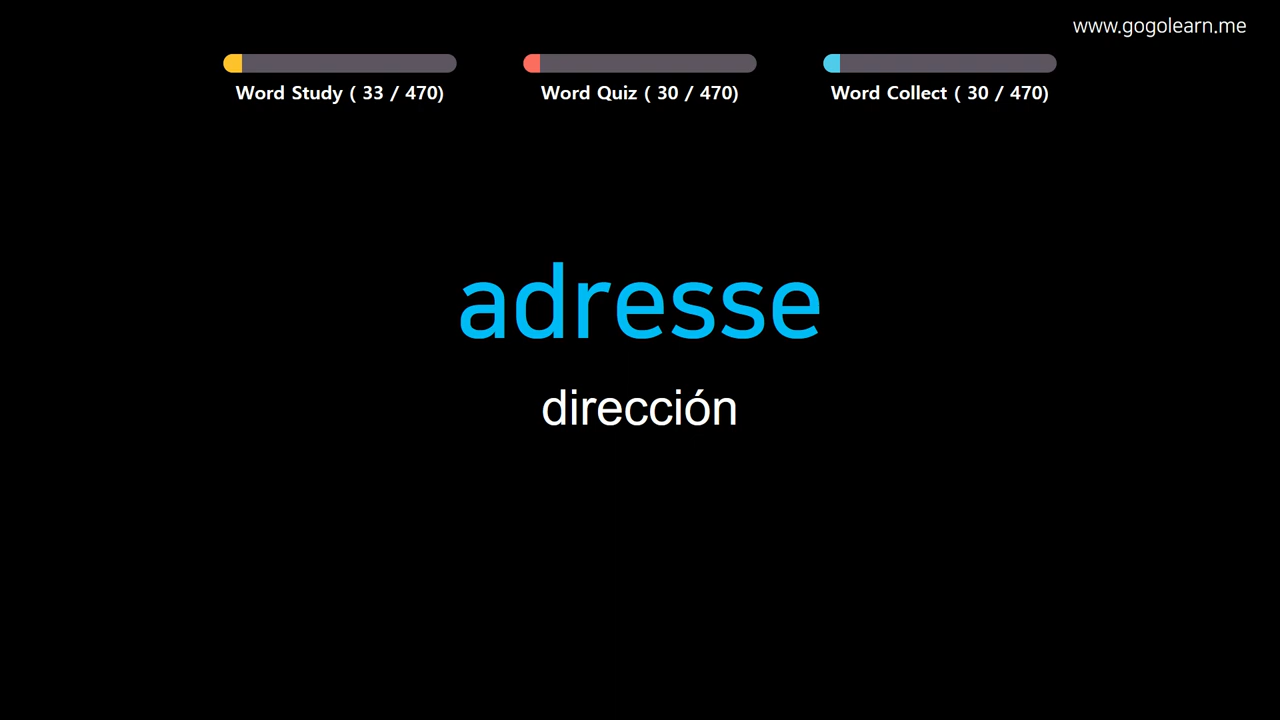 www.gogolearn.me
Word Study ( 33 / 470)
Word Quiz ( 30 / 470)
Word Collect ( 30 / 470)
adresse
dirección